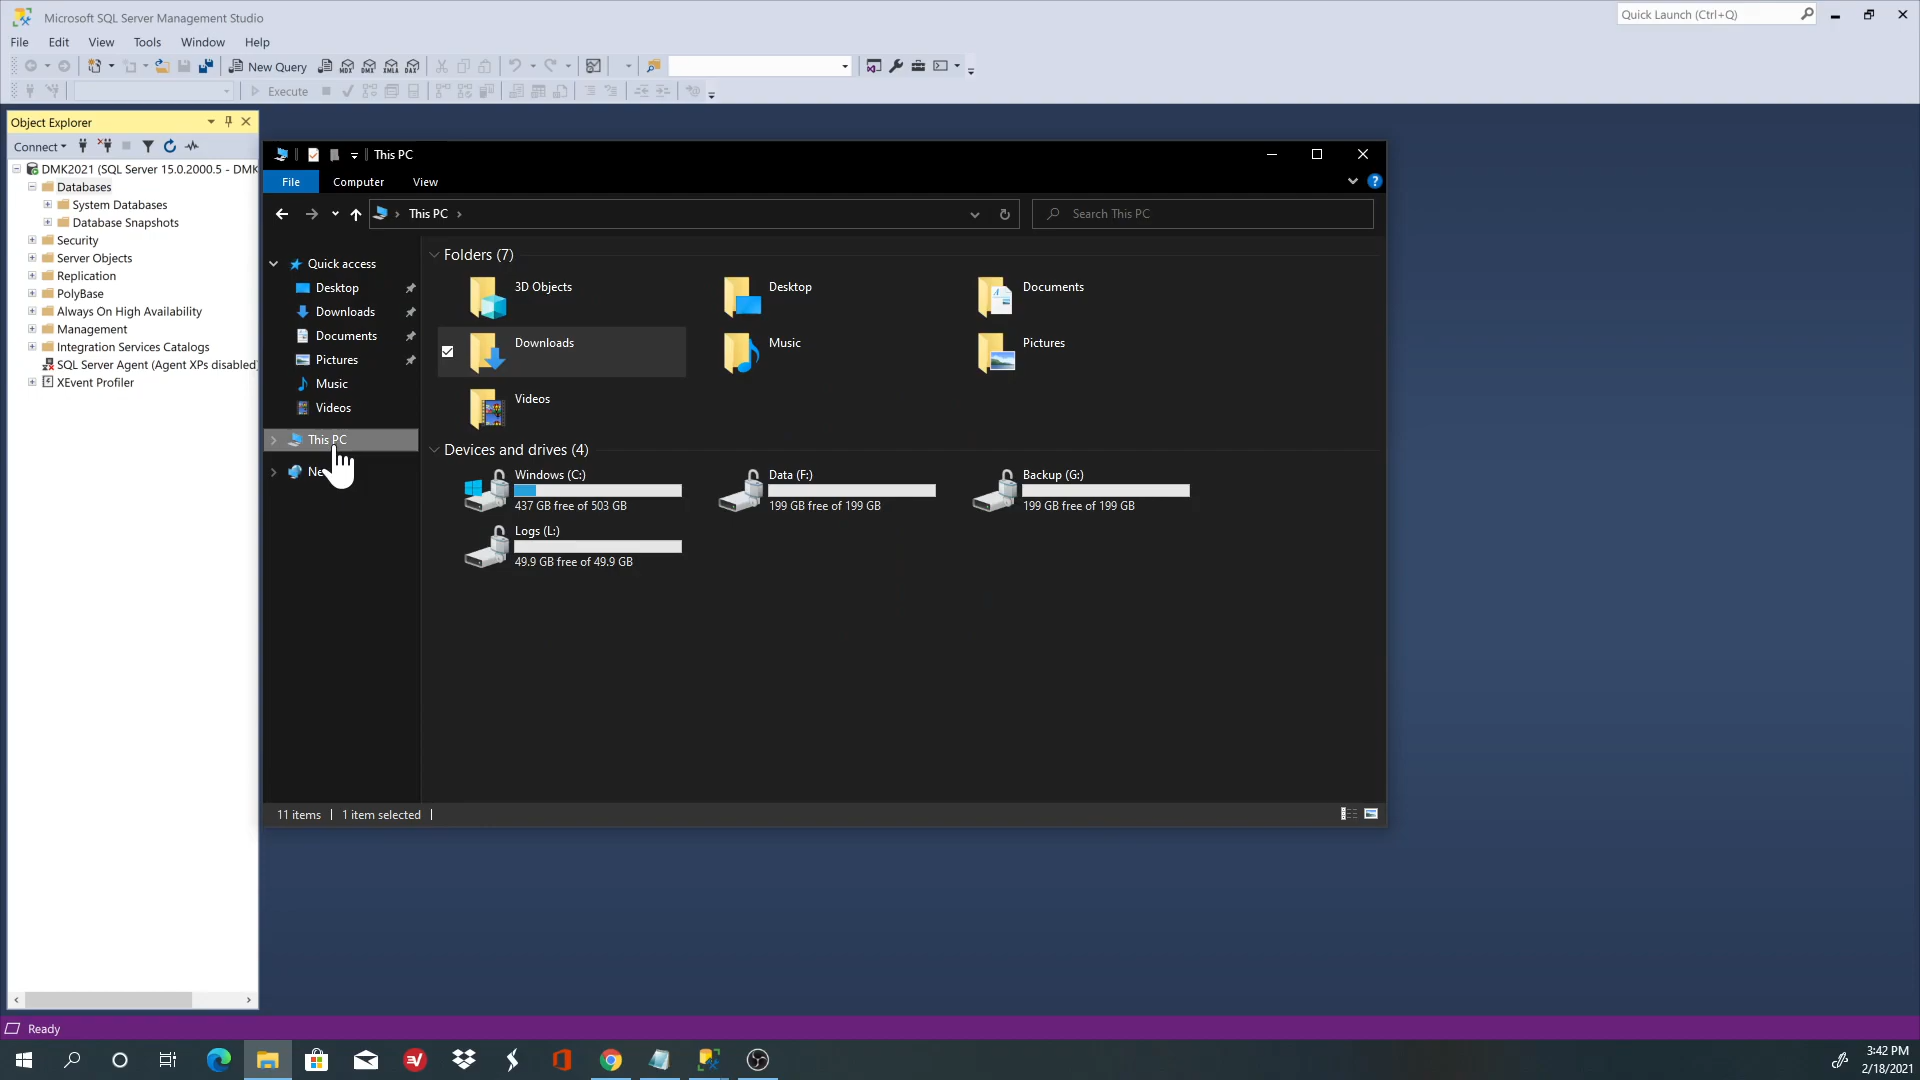 Microsoft SQL Server Management Studio
Quick Launch (Ctrl+Q)
File Edit View Tools Window Help
New Query MDX DMX XMLA DAX
Execute
Object Explorer
Connect
DMK2021 (SQL Server 15.0.2000.5 - DMK
Databases
System Databases
Database Snapshots
Security
Server Objects
Replication
PolyBase
Always On High Availability
Management
Integration Services Catalogs
SQL Server Agent (Agent XPs disabled)
XEvent Profiler
This PC
File Computer View
This PC
Search This PC
Quick access
Desktop
Downloads
Documents
Pictures
Music
Videos
This PC
Ne
Folders (7)
3D Objects
Desktop
Documents
Downloads
Music
Pictures
Videos
Devices and drives (4)
Windows (C:)
437 GB free of 503 GB
Data (F:)
199 GB free of 199 GB
Backup (G:)
199 GB free of 199 GB
Logs (L:)
49.9 GB free of 49.9 GB
11 items 1 item selected
Ready
3:42 PM
2/18/2021